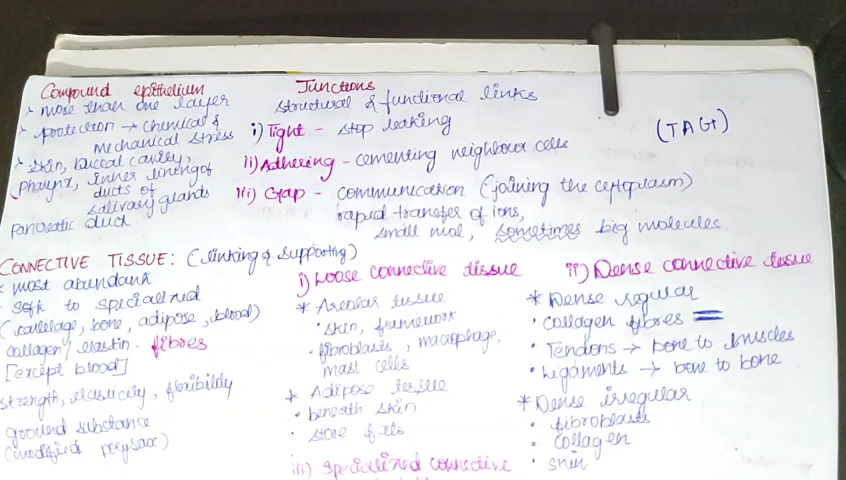 Compound epithelium
> more than one layer
> protection → chemical &
mechanical stress
> skin, buccal cavity,
pharynx, inner lining of
ducts of
salivary glands
pancreatic duct
Junctions
structural & functional links
i) Tight - stop leaking
(TAG)
ii) Adhering - cementing neighbour cells
iii) Gap - communication (joining the cytoplasm)
rapid transfer of ions,
small mol, sometimes big molecules
CONNECTIVE TISSUE: (linking & supporting)
< most abundant
soft to specialized
(cartilage, bone, adipose, blood)
collagen/elastin fibres
[except blood]
strength, elasticity, flexibility
ground substance
(modified polysacc)
i) Loose connective tissue
* Areolar tissue
• skin, framework
• fibroblasts, macrophage,
mast cells
* Adipose tissue
• beneath skin
• store fats
iii) Specialized connective
ii) Dense connective tissue
* Dense regular
• Collagen fibres
• Tendons → bone to muscles
• Ligaments → bone to bone
* Dense irregular
• fibroblasts
• collagen
• skin